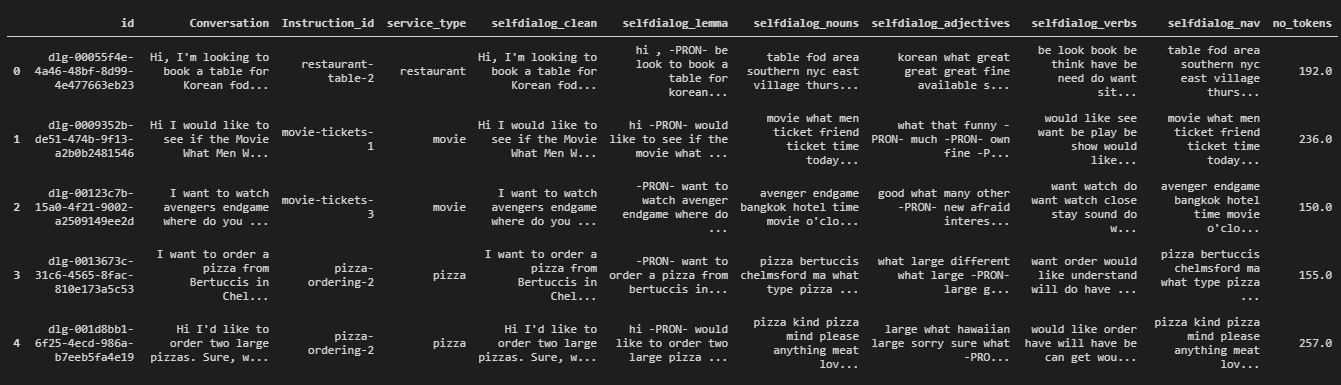 id Conversation Instruction_id service_type selfdialog_clean selfdialog_lemma selfdialog_nouns selfdialog_adjectives selfdialog_verbs selfdialog_nav no_tokens
0
dlg-00055f4e-
4a46-48bf-8d99-
4e477663eb23
Hi, I'm looking to
book a table for
Korean fod...
restaurant-
table-2
restaurant
Hi, I'm looking to
book a table for
Korean fod...
hi , -PRON- be
look to book a
table for
korean...
table fod area
southern nyc east
village thurs...
korean what great
great great fine
available s...
be look book be
think have be
need do want
sit...
table fod area
southern nyc
east village
thurs...
192.0
1
dlg-0009352b-
de51-474b-9f13-
a2b0b2481546
Hi I would like to
see if the Movie
What Men W...
movie-tickets-
1
movie
Hi I would like to
see if the Movie
What Men W...
hi -PRON- would
like to see if the
movie what ...
movie what men
ticket friend
ticket time
today...
what that funny -
PRON- much -PRON- own
fine -P...
would like see
want be play be
show would
like...
movie what men
ticket friend
ticket time
today...
236.0
2
dlg-00123c7b-
15a0-4f21-9002-
a2509149ee2d
I want to watch
avengers endgame
where do you ...
movie-tickets-
3
movie
I want to watch
avengers endgame
where do you ...
-PRON- want to
watch avenger
endgame where do
...
avenger endgame
bangkok hotel time
movie o'clo...
good what many other
-PRON- new afraid
interes...
want watch do
want watch close
stay sound do
w...
avenger endgame
bangkok hotel
time movie
o'clo...
150.0
3
dlg-0013673c-
31c6-4565-8fac-
810e173a5c53
I want to order a
pizza from
Bertuccis in
Chel...
pizza-
ordering-2
pizza
I want to order a
pizza from
Bertuccis in
Chel...
-PRON- want to
order a pizza from
bertuccis in...
pizza bertuccis
chelmsford ma what
type pizza ...
what large different
what large -PRON-
large g...
want order would
like understand
will do have ...
pizza bertuccis
chelmsford ma
what type pizza
...
155.0
4
dlg-001d8bb1-
6f25-4ecd-986a-
b7eeb5fa4e19
Hi I'd like to
order two large
pizzas. Sure, w...
pizza-
ordering-2
pizza
Hi I'd like to
order two large
pizzas. Sure, w...
hi -PRON- would
like to order two
large pizza ...
pizza kind pizza
mind please
anything meat
lov...
large what hawaiian
large sorry sure what
-PRO...
would like order
have will have be
can get wou...
pizza kind pizza
mind please
anything meat
lov...
257.0